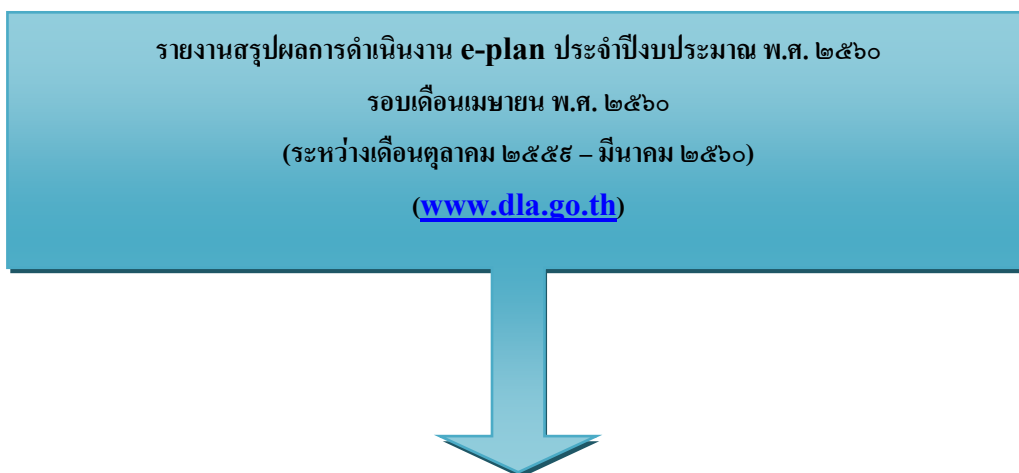 รายงานสรุปผลการดำเนินงาน e-plan ประจำปีงบประมาณ พ.ศ. ๒๕๖๐
รอบเดือนเมษายน พ.ศ. ๒๕๖๐
(ระหว่างเดือนตุลาคม ๒๕๕๙ – มีนาคม ๒๕๖๐)
(www.dla.go.th)